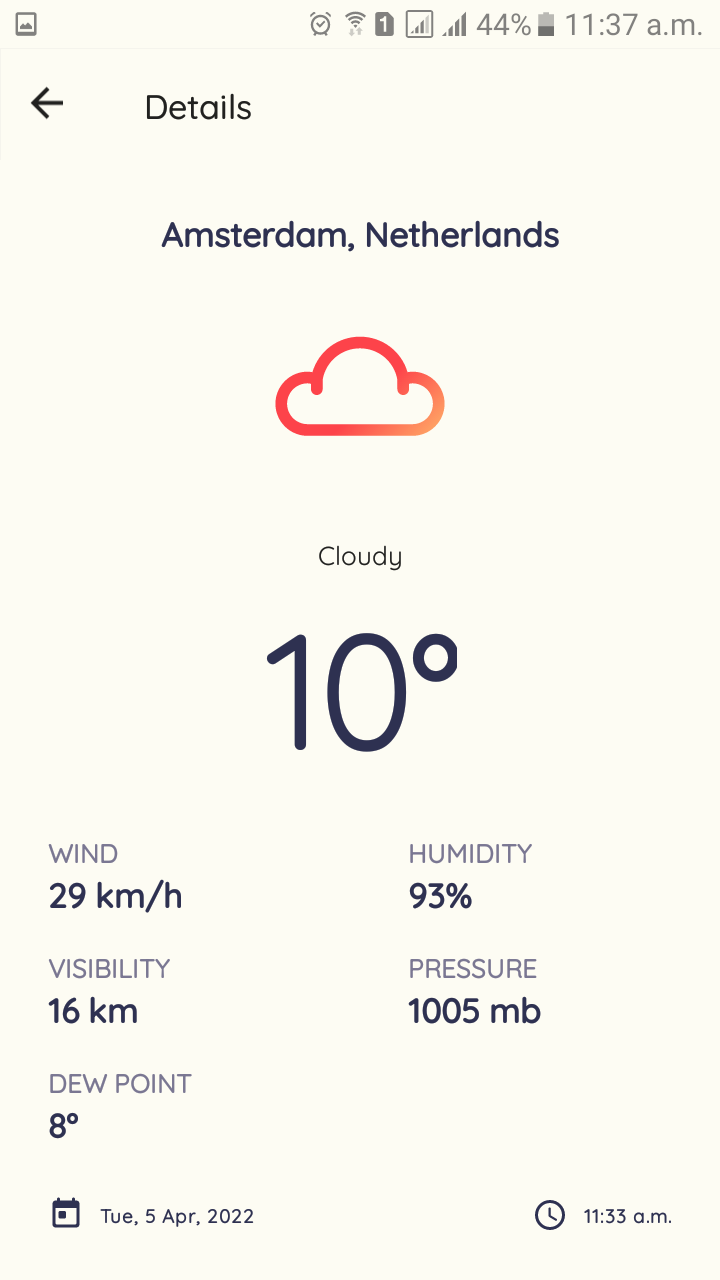 1 44% 11:37 a.m.
Details
Amsterdam, Netherlands
Cloudy
10°
WIND HUMIDITY
29 km/h 93%
VISIBILITY PRESSURE
16 km 1005 mb
DEW POINT
8°
Tue, 5 Apr, 2022 11:33 a.m.